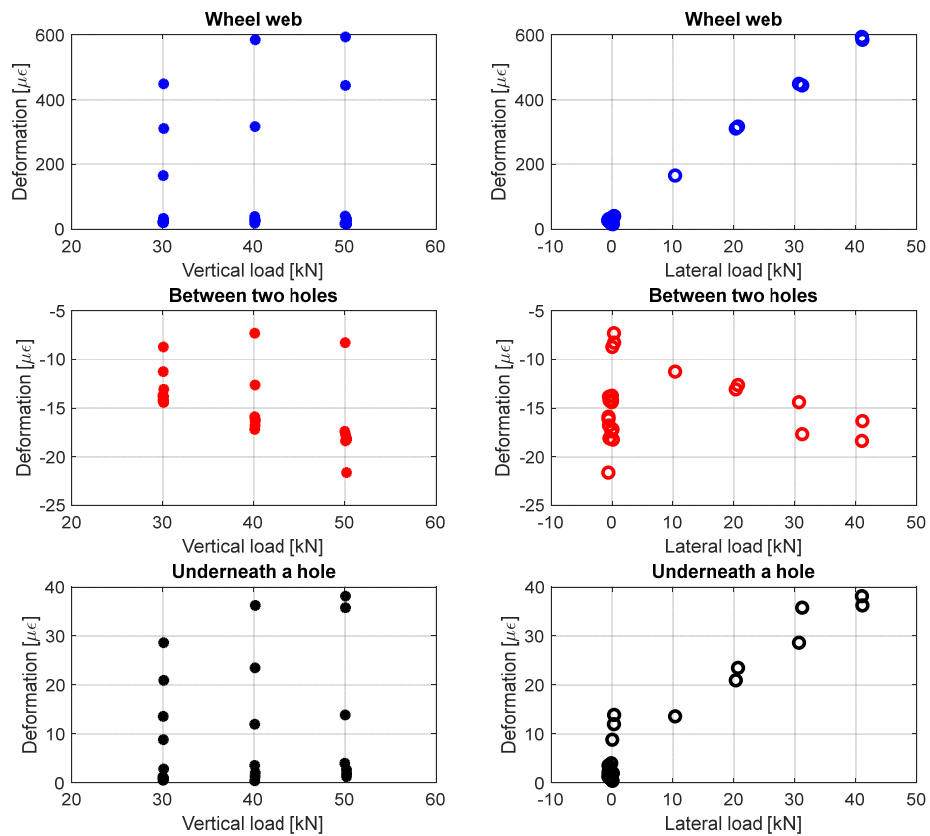 Wheel web
Deformation [με]
600
400
200
0
20 30 40 50 60
Vertical load [kN]
Wheel web
Deformation [με]
600
400
200
0
-10 0 10 20 30 40 50
Lateral load [kN]
Between two holes
Deformation [με]
-5
-10
-15
-20
-25
20 30 40 50 60
Vertical load [kN]
Between two holes
Deformation [με]
-5
-10
-15
-20
-25
-10 0 10 20 30 40 50
Lateral load [kN]
Underneath a hole
Deformation [με]
40
30
20
10
0
20 30 40 50 60
Vertical load [kN]
Underneath a hole
Deformation [με]
40
30
20
10
0
-10 0 10 20 30 40 50
Lateral load [kN]